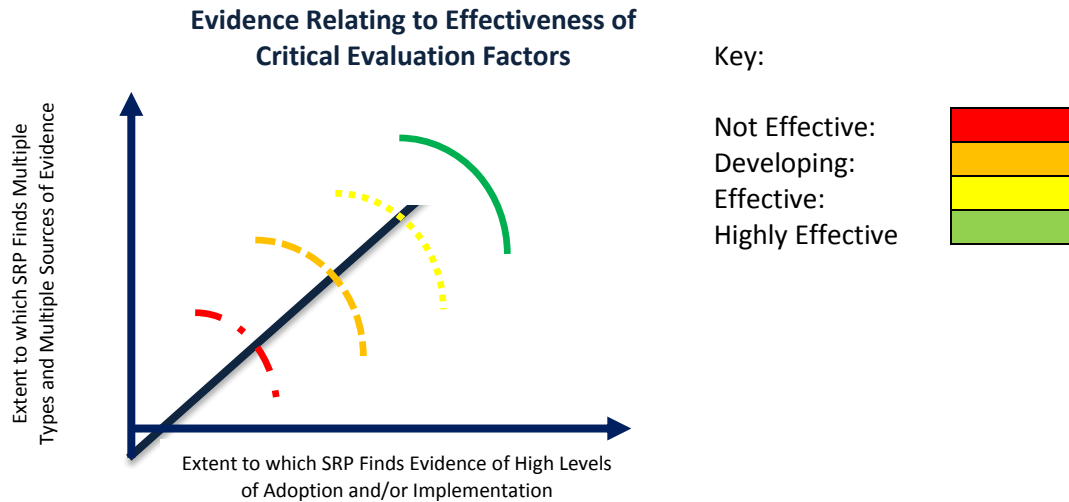 Evidence Relating to Effectiveness of
Critical Evaluation Factors
Extent to which SRP Finds Multiple
Types and Multiple Sources of Evidence
Extent to which SRP Finds Evidence of High Levels
of Adoption and/or Implementation
Key:
Not Effective:
Developing:
Effective:
Highly Effective